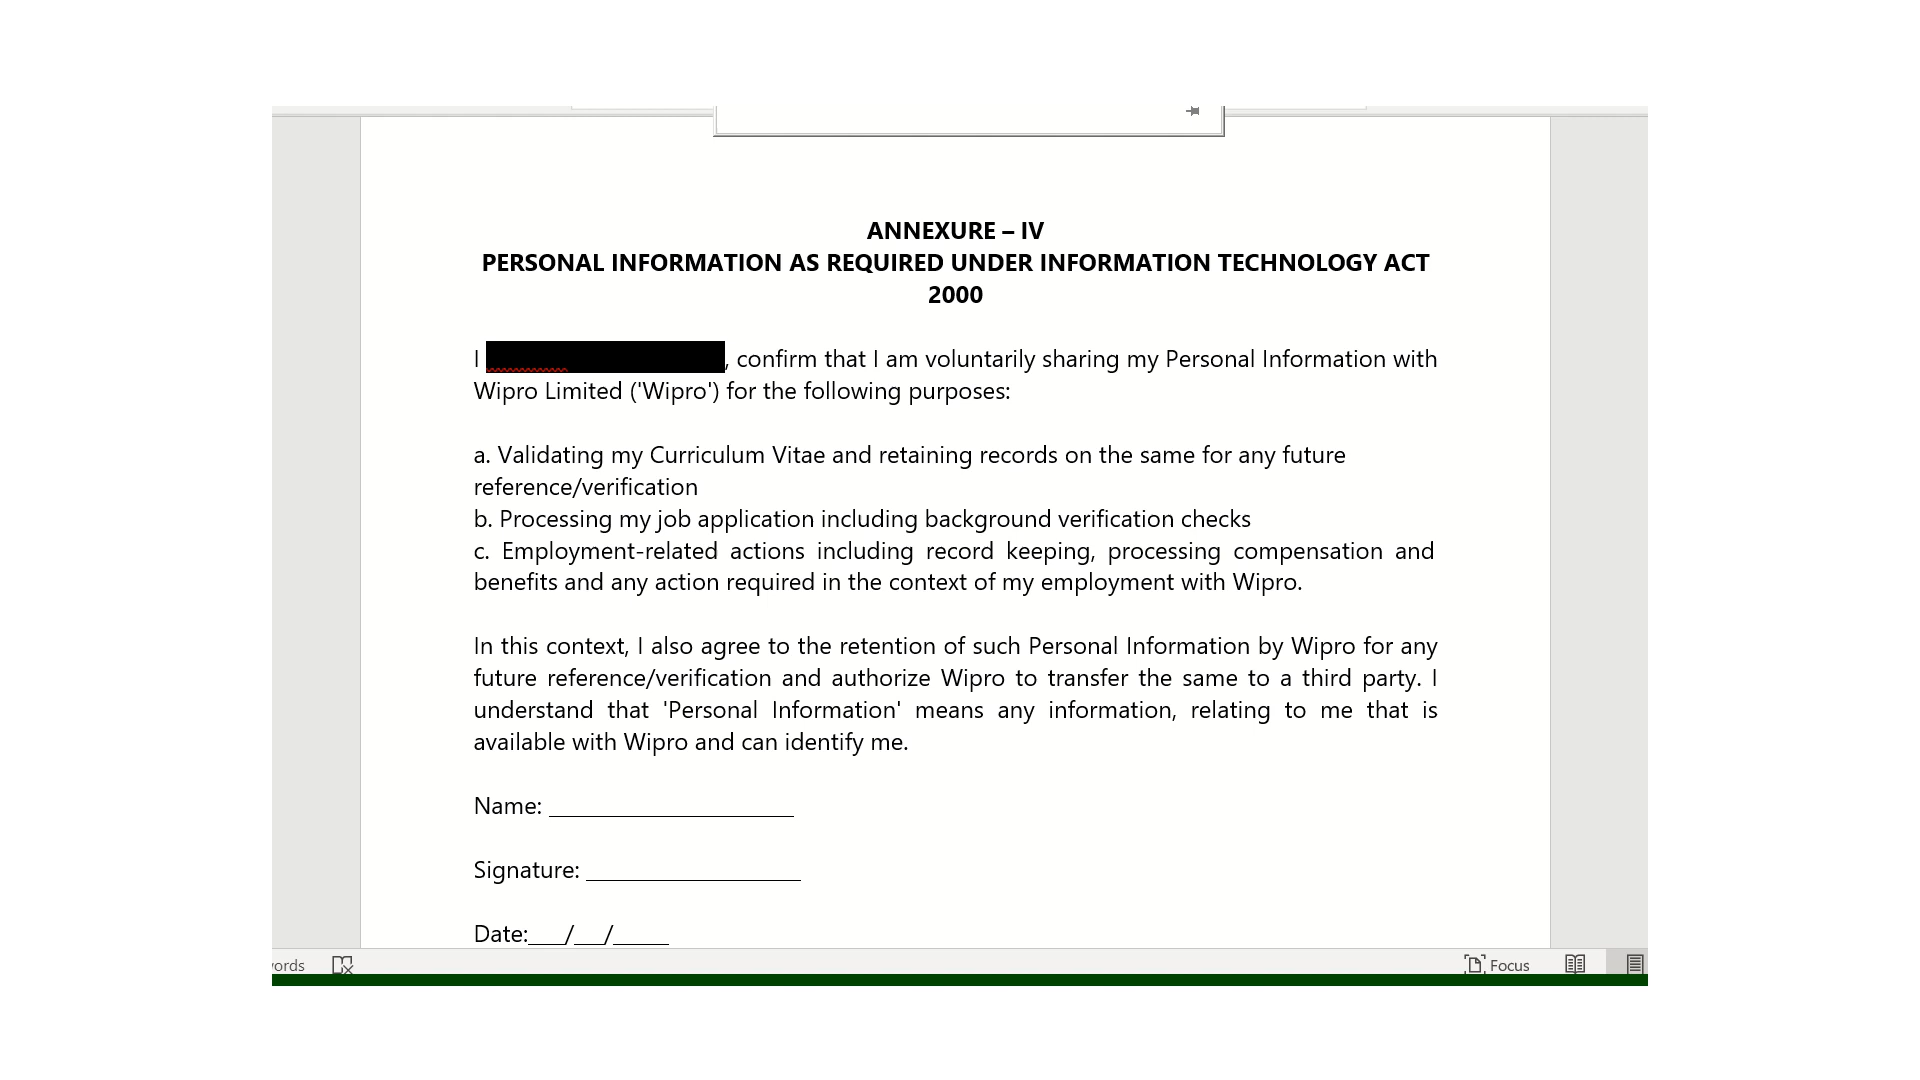 ANNEXURE – IV
PERSONAL INFORMATION AS REQUIRED UNDER INFORMATION TECHNOLOGY ACT
2000
I , confirm that I am voluntarily sharing my Personal Information with
Wipro Limited ('Wipro') for the following purposes:
a. Validating my Curriculum Vitae and retaining records on the same for any future
reference/verification
b. Processing my job application including background verification checks
c. Employment-related actions including record keeping, processing compensation and
benefits and any action required in the context of my employment with Wipro.
In this context, I also agree to the retention of such Personal Information by Wipro for any
future reference/verification and authorize Wipro to transfer the same to a third party. I
understand that 'Personal Information' means any information, relating to me that is
available with Wipro and can identify me.
Name: ____________________
Signature: __________________
Date:___/__/____
Focus